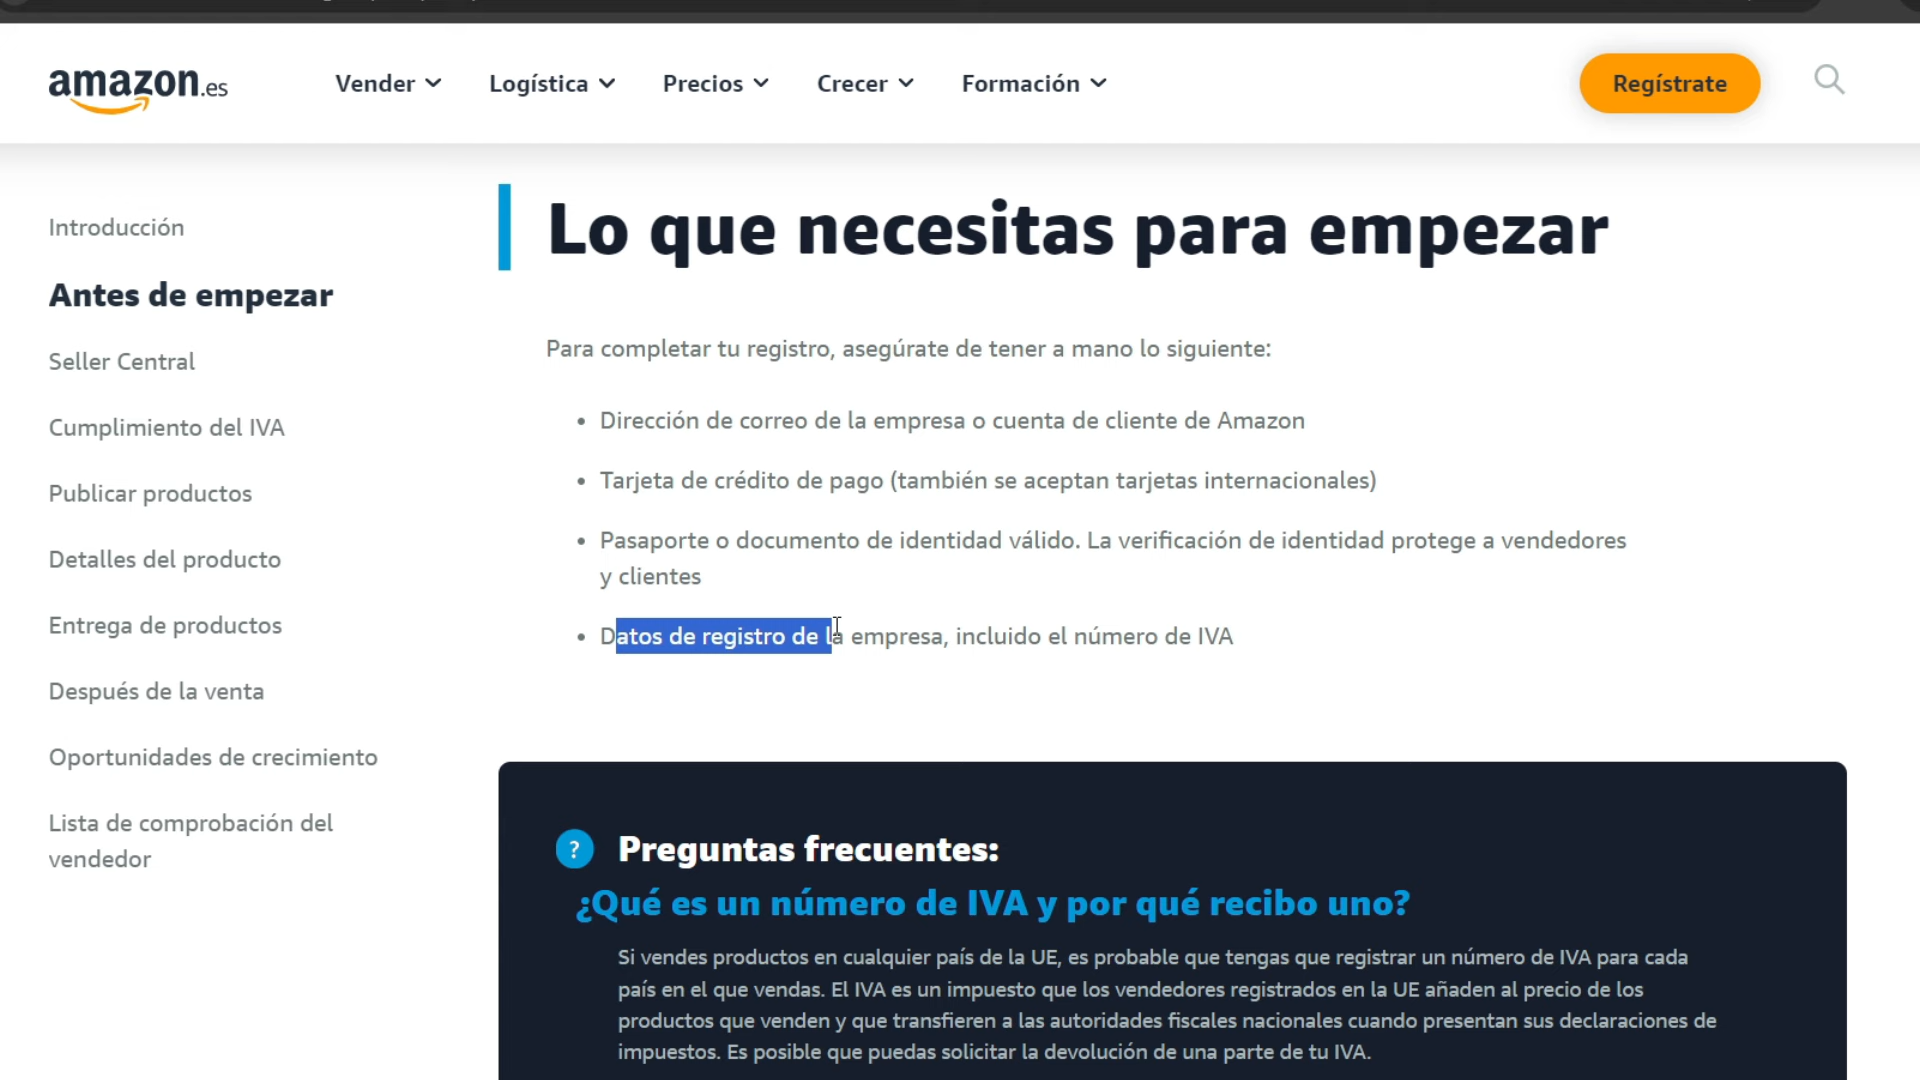 amazon.es
Vender
Logística
Precios
Crecer
Formación
Regístrate
Introducción
Antes de empezar
Seller Central
Cumplimiento del IVA
Publicar productos
Detalles del producto
Entrega de productos
Después de la venta
Oportunidades de crecimiento
Lista de comprobación del
vendedor
Lo que necesitas para empezar
Para completar tu registro, asegúrate de tener a mano lo siguiente:
• Dirección de correo de la empresa o cuenta de cliente de Amazon
• Tarjeta de crédito de pago (también se aceptan tarjetas internacionales)
• Pasaporte o documento de identidad válido. La verificación de identidad protege a vendedores
y clientes
• Datos de registro de la empresa, incluido el número de IVA
? Preguntas frecuentes:
¿Qué es un número de IVA y por qué recibo uno?
Si vendes productos en cualquier país de la UE, es probable que tengas que registrar un número de IVA para cada
país en el que vendas. El IVA es un impuesto que los vendedores registrados en la UE añaden al precio de los
productos que venden y que transfieren a las autoridades fiscales nacionales cuando presentan sus declaraciones de
impuestos. Es posible que puedas solicitar la devolución de una parte de tu IVA.